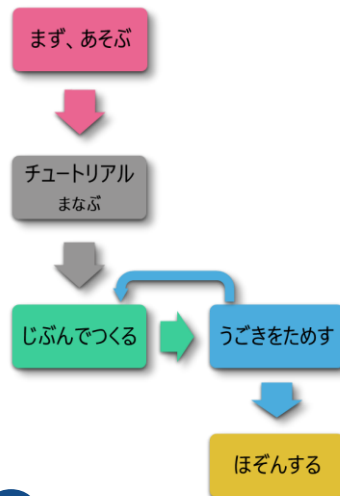 まず、あそぶ
チュートリアル
まなぶ
じぶんでつくる
うごきをためす
ほぞんする